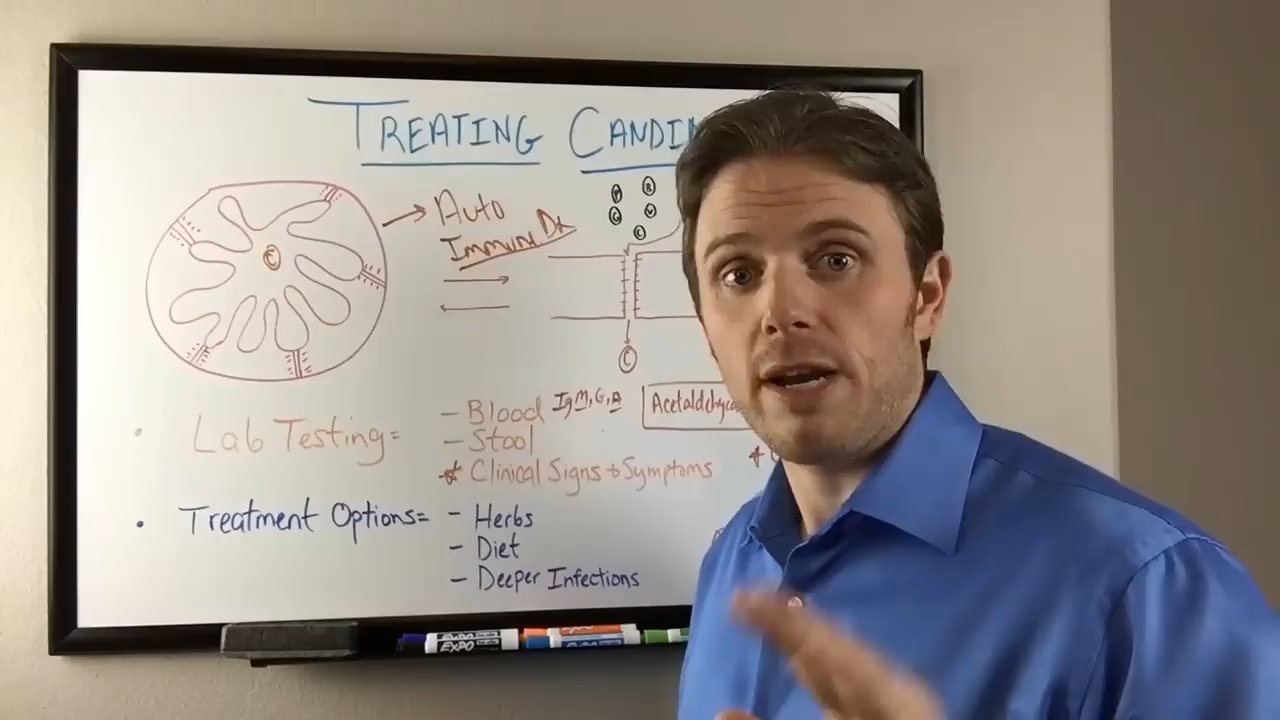 TREATING CANDI
Auto
Immune Dx
P B
G V
C
C
C
Lab Testing=
- Blood IgM, G, A
- Stool
* Clinical Signs + Symptoms
Treatment Options=
- Herbs
- Diet
- Deeper Infections
EXPO
EXPO